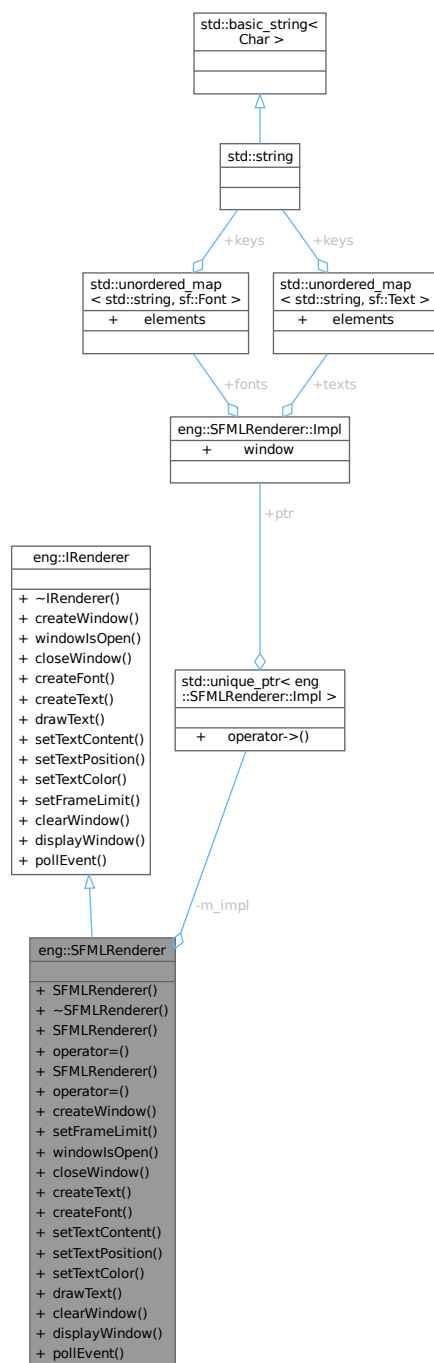 std::basic_string<
Char >
std::string
+keys
+keys
std::unordered_map
< std::string, sf::Font >
+ elements
std::unordered_map
< std::string, sf::Text >
+ elements
+fonts
+texts
eng::SFMLRenderer::Impl
+ window
+ptr
eng::IRenderer
+ ~IRenderer()
+ createWindow()
+ windowIsOpen()
+ closeWindow()
+ createFont()
+ createText()
+ drawText()
+ setTextContent()
+ setTextPosition()
+ setTextColor()
+ setFrameLimit()
+ clearWindow()
+ displayWindow()
+ pollEvent()
std::unique_ptr< eng
::SFMLRenderer::Impl >
+ operator->()
-m_impl
eng::SFMLRenderer
+ SFMLRenderer()
+ ~SFMLRenderer()
+ SFMLRenderer()
+ operator=()
+ SFMLRenderer()
+ operator=()
+ createWindow()
+ setFrameLimit()
+ windowIsOpen()
+ closeWindow()
+ createText()
+ createFont()
+ setTextContent()
+ setTextPosition()
+ setTextColor()
+ drawText()
+ clearWindow()
+ displayWindow()
+ pollEvent()